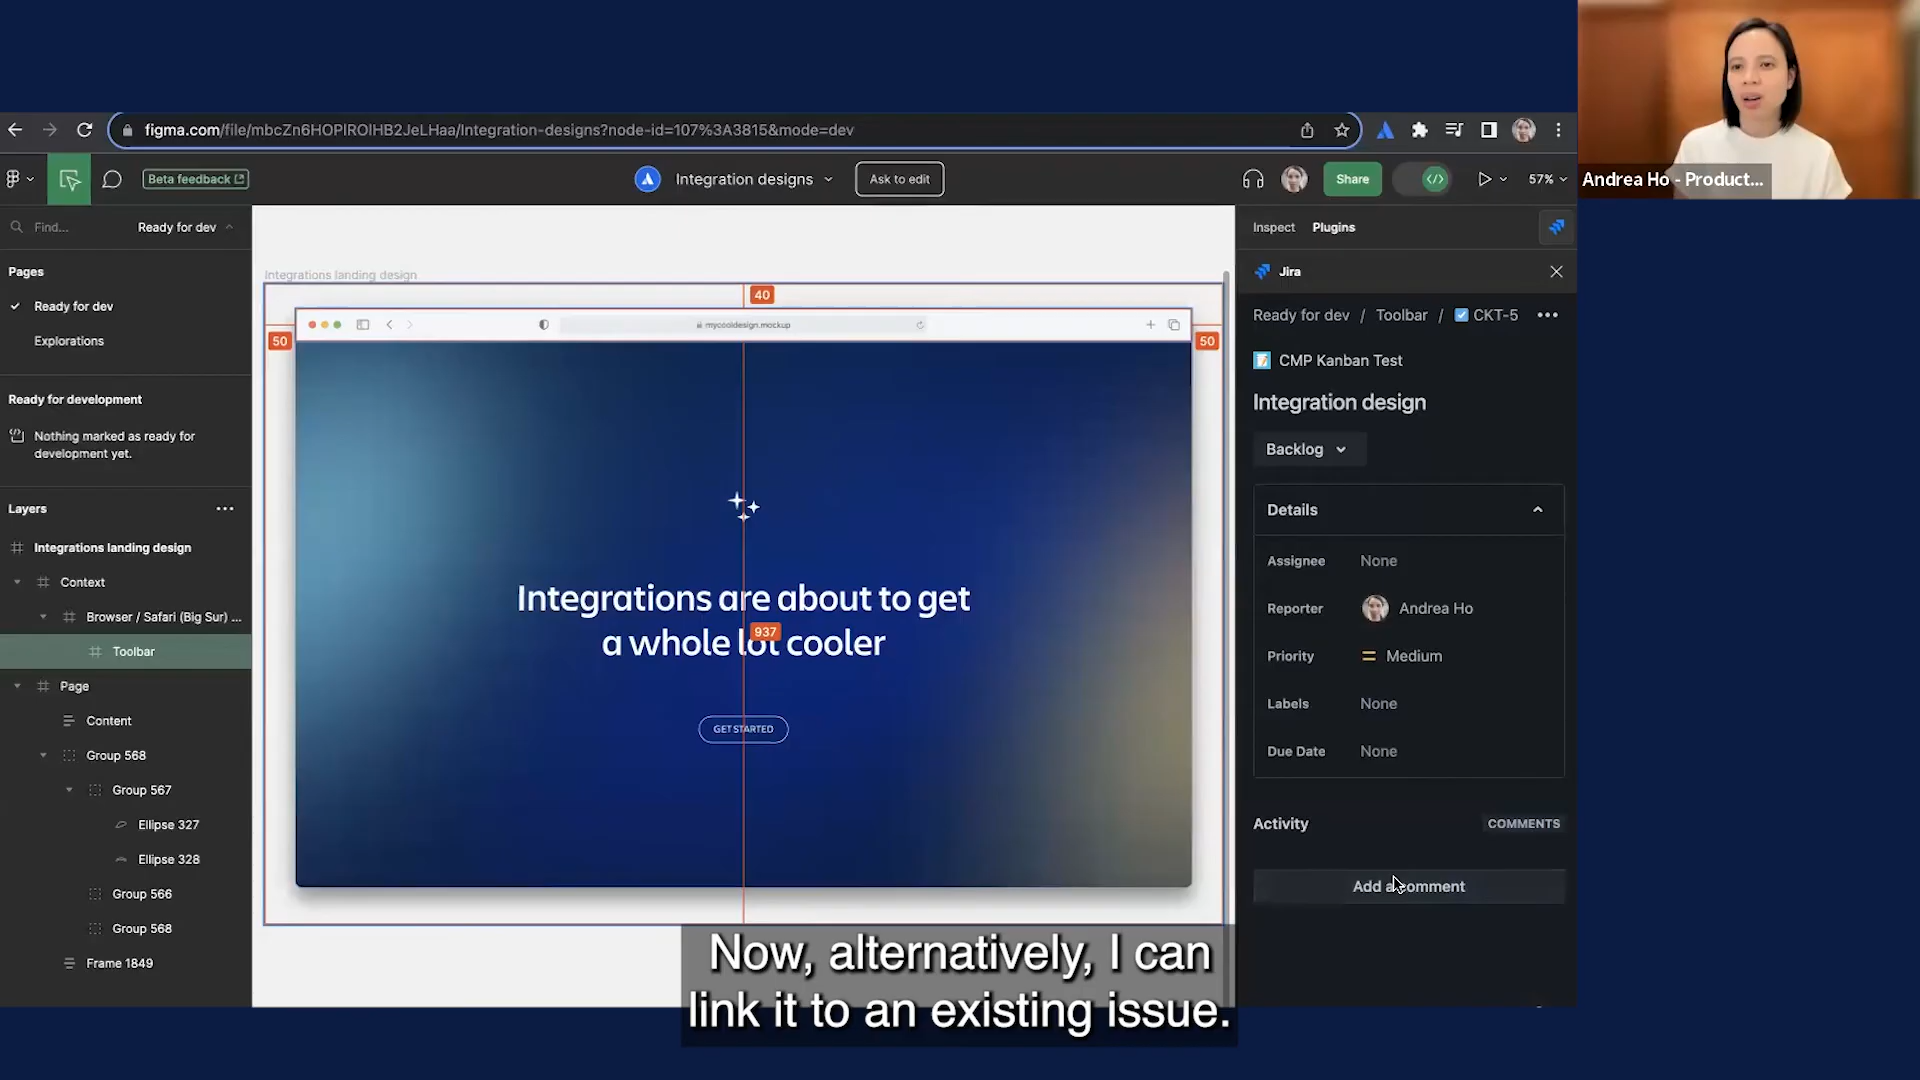 figma.com/file/mbcZn6HOPlROlHB2JeLHaa/Integration-designs?node-id=107%3A3815&mode=dev
Beta feedback
Integration designs
Ask to edit
Share
57%
Andrea Ho - Product...
Find...
Ready for dev
Pages
Ready for dev
Explorations
Ready for development
Nothing marked as ready for
development yet.
Layers
Integrations landing design
Context
Browser / Safari (Big Sur) ...
Toolbar
Page
Content
Group 568
Group 567
Ellipse 327
Ellipse 328
Group 566
Group 568
Frame 1849
Integrations landing design
40
50
50
mycooldesign.mockup
Integrations are about to get
a whole lot cooler
937
GET STARTED
Inspect
Plugins
Jira
Ready for dev / Toolbar / CKT-5
CMP Kanban Test
Integration design
Backlog
Details
Assignee None
Reporter Andrea Ho
Priority Medium
Labels None
Due Date None
Activity
COMMENTS
Add a comment
Now, alternatively, I can
link it to an existing issue.